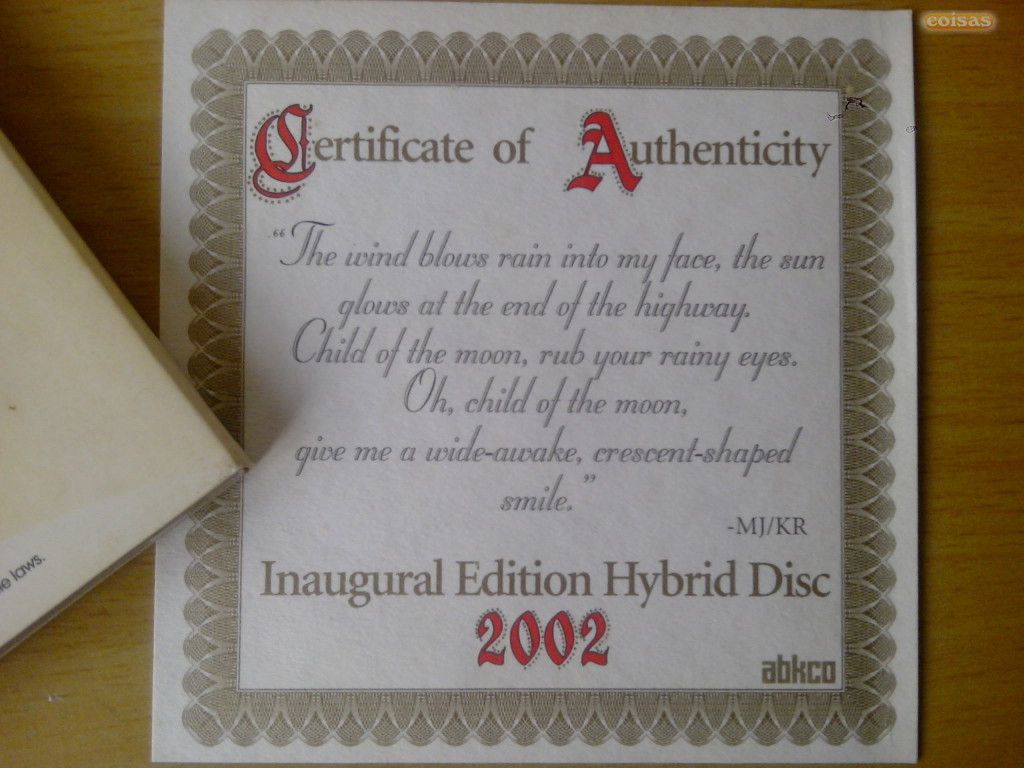 eoisas
Certificate of Authenticity
“The wind blows rain into my face, the sun
glows at the end of the highway.
Child of the moon, rub your rainy eyes.
Oh, child of the moon,
give me a wide-awake, crescent-shaped
smile.”
-MJ/KR
Inaugural Edition Hybrid Disc
2002
abkco
laws.